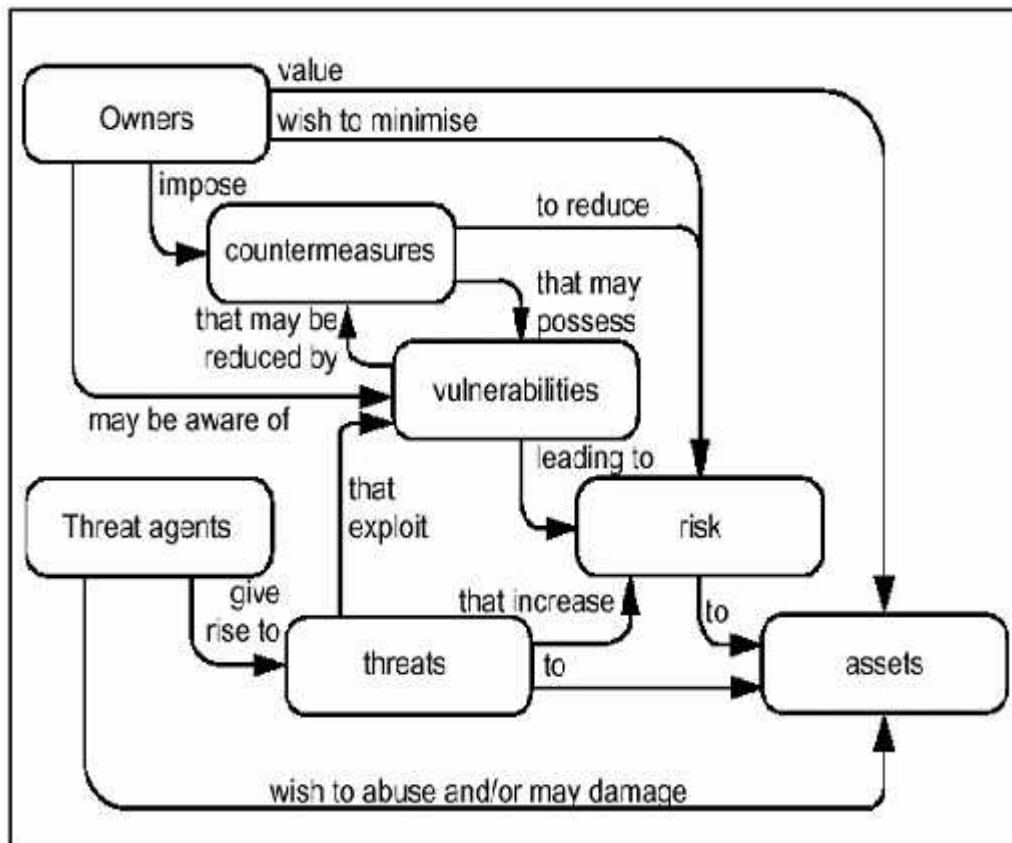 value
Owners
wish to minimise
impose
to reduce
countermeasures
that may
possess
that may be
reduced by
vulnerabilities
may be aware of
leading to
that
exploit
Threat agents
risk
give
rise to
that increase
to
threats
to
assets
wish to abuse and/or may damage